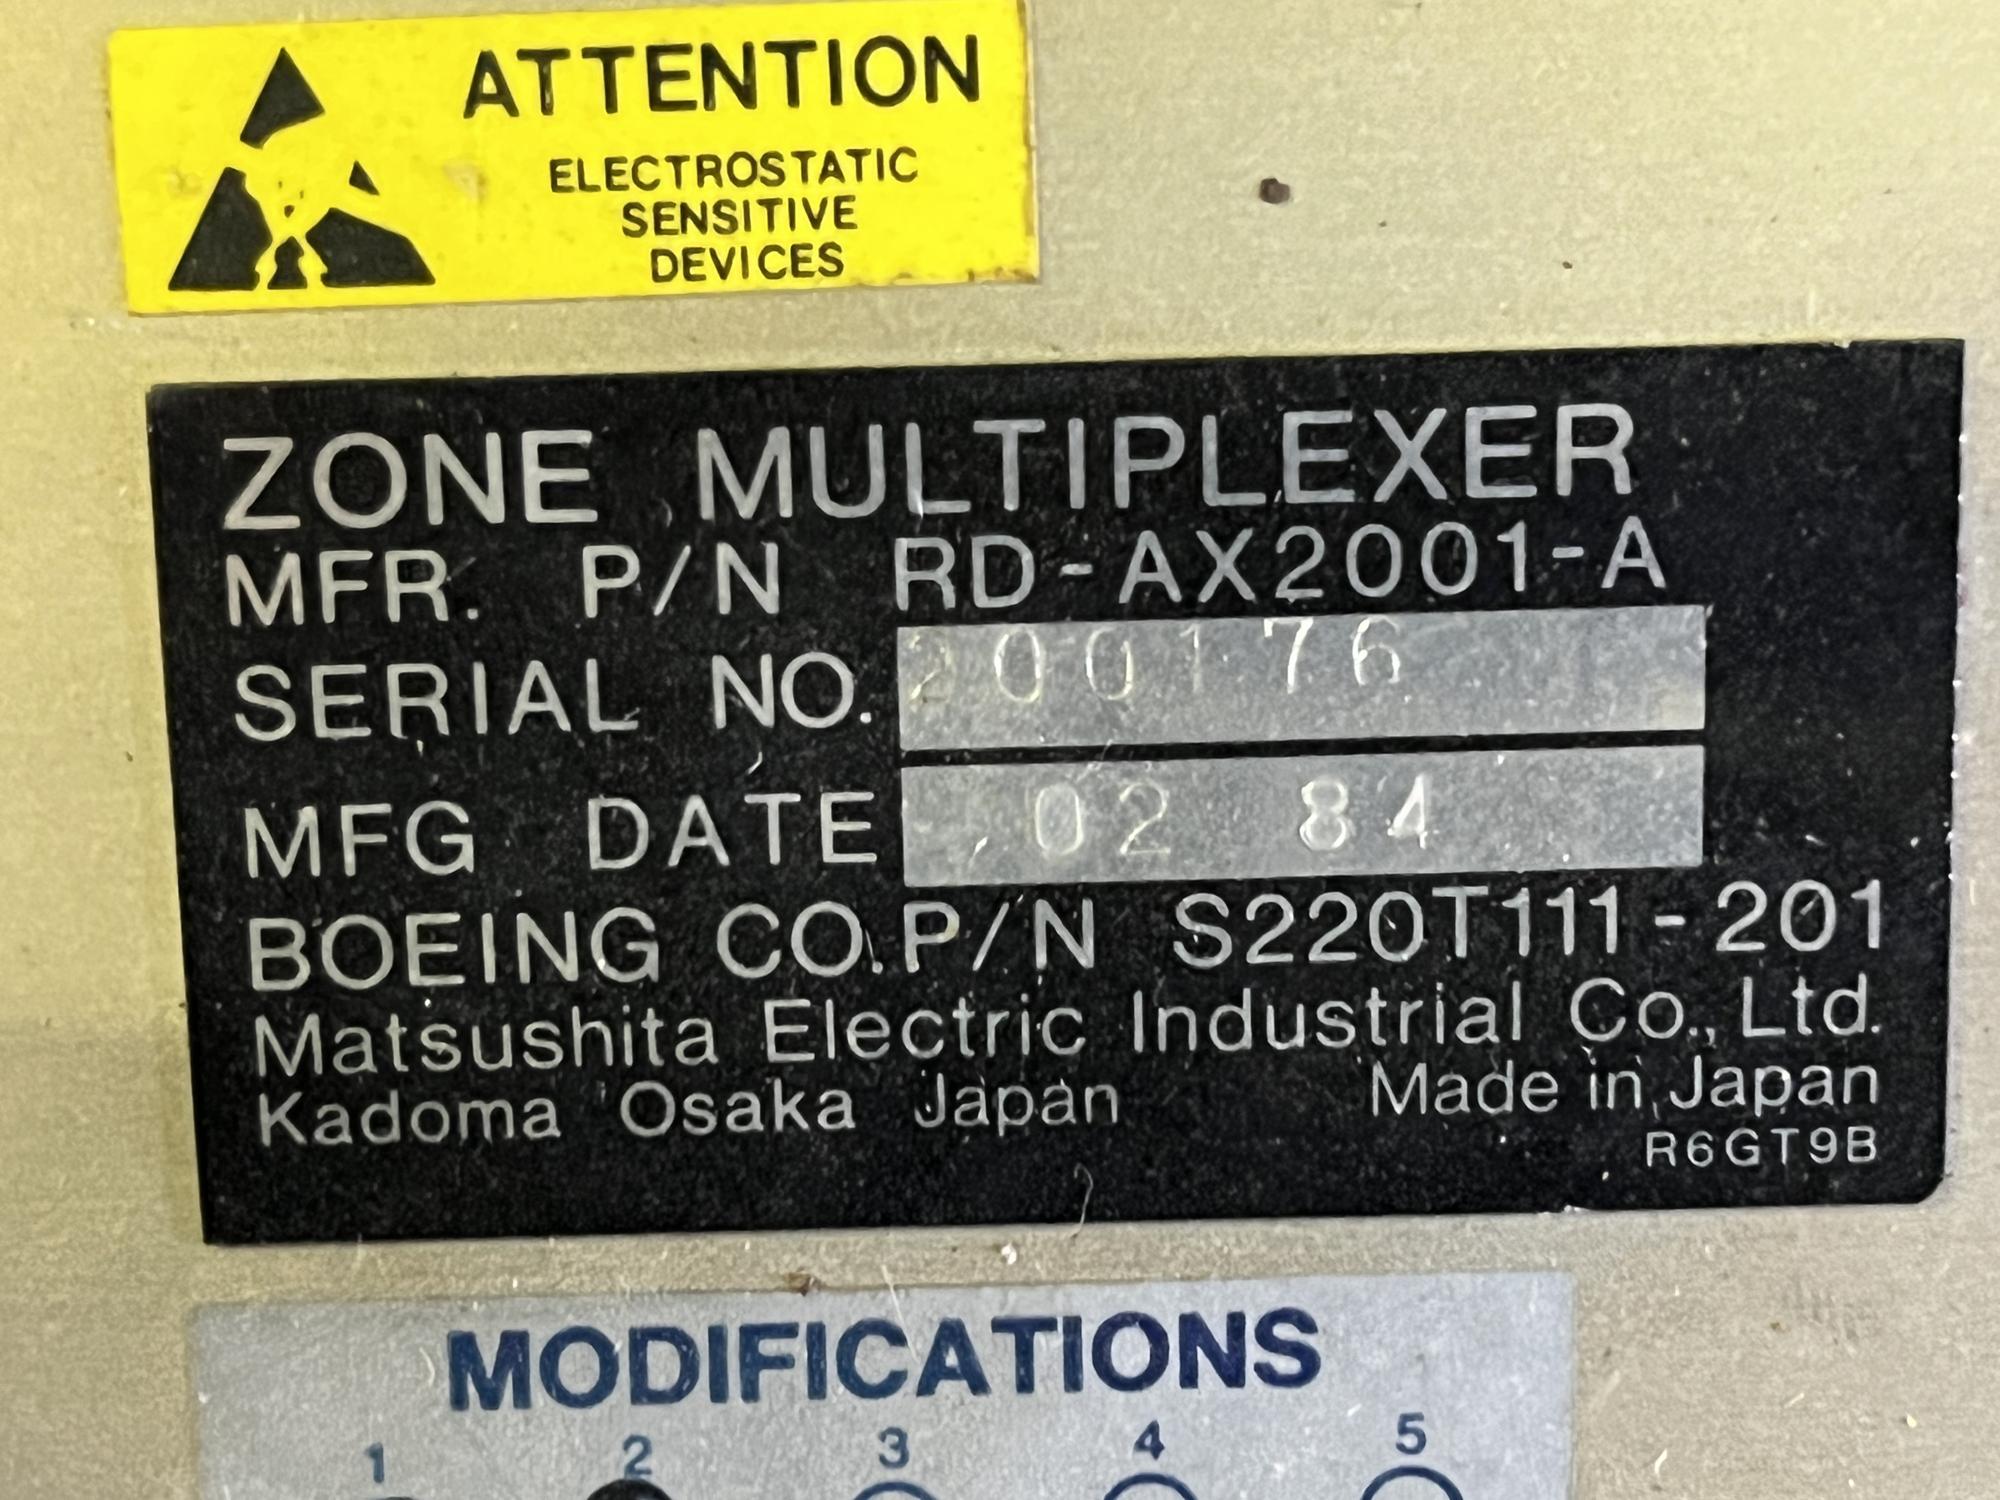 ATTENTION
ELECTROSTATIC
SENSITIVE
DEVICES
ZONE MULTIPLEXER
MFR. P/N RD-AX2001-A
SERIAL NO. 200176
MFG DATE 02 84
BOEING CO. P/N S220T111-201
Matsushita Electric Industrial Co., Ltd.
Kadoma Osaka Japan Made in Japan
R6GT9B
MODIFICATIONS
1 2 3 4 5